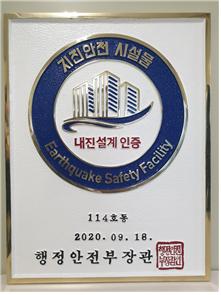 지진안전 시설물
내진설계 인증
Earthquake Safety Facility
114호동
2020. 09. 18.
행정안전부장관